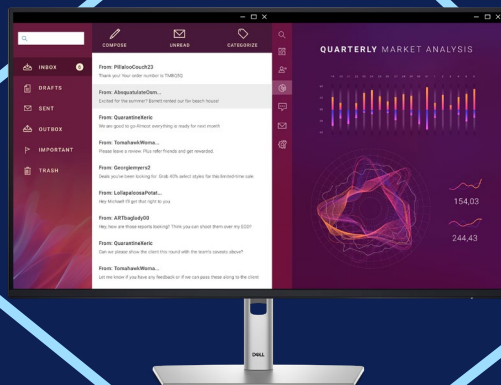 COMPOSE
UNREAD
CATEGORIZE
INBOX
DRAFTS
SENT
OUTBOX
IMPORTANT
TRASH
From: PillalooCouch23
Thank you! Your order number is
From: AbsquatulateOsm...
Excited for the summer? Benefit rented out for beach house!
From: QuarantineXeric
We are good to go Almost everything is ready for next month
From: TomahawkWoma...
Please leave a review. Plus refer friends and get rewarded.
From: Georgiemyers2
Deals you've been looking for. Grab 40% select styles for this limited-time sale.
From: LollapaloosaPotat...
Hey Michael! I'll get that right to you
From: ARTbaglady00
Hey, how are those reports looking? Think you can shoot them over my EOD?
From: QuarantineXeric
Can we please show the client this round with the team's tweaks above?
From: TomahawkWoma...
Let me know if you have any feedback or if we can pass these along to the client
QUARTERLY MARKET ANALYSIS
154,03
244,43
DELL